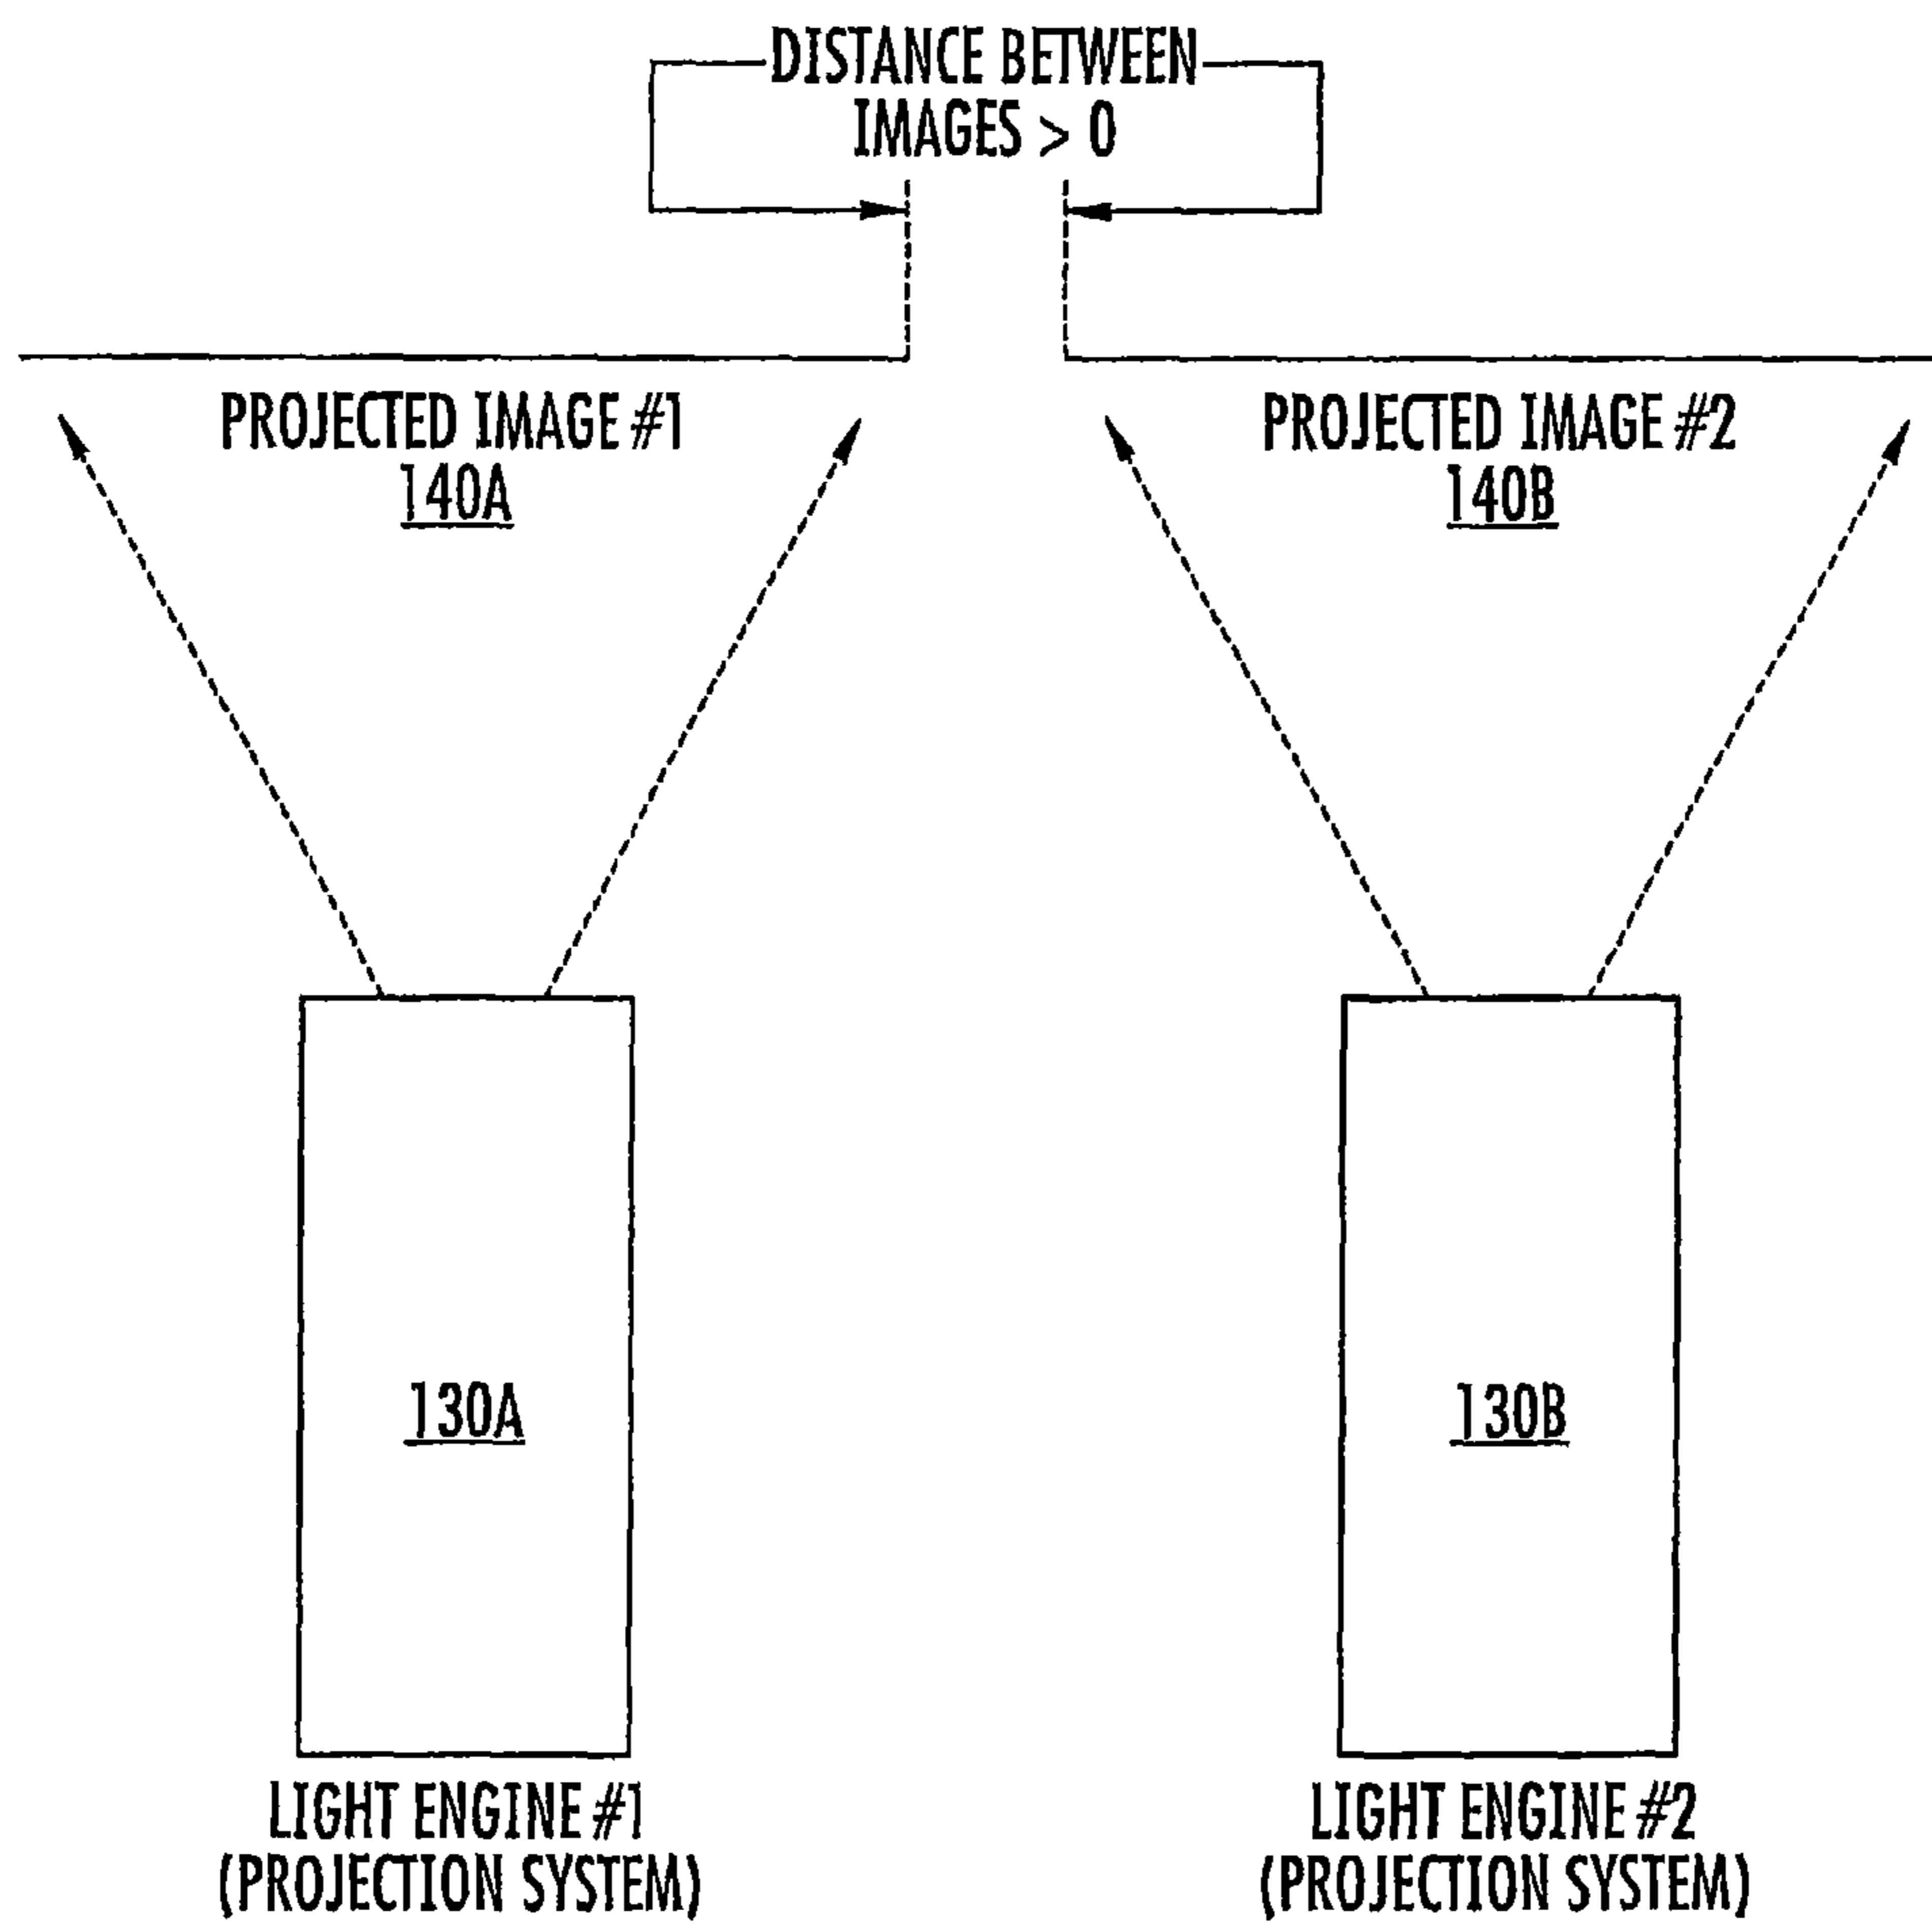 DISTANCE BETWEEN
IMAGES > 0
PROJECTED IMAGE #1
140A
PROJECTED IMAGE #2
140B
130A
130B
LIGHT ENGINE #1
(PROJECTION SYSTEM)
LIGHT ENGINE #2
(PROJECTION SYSTEM)